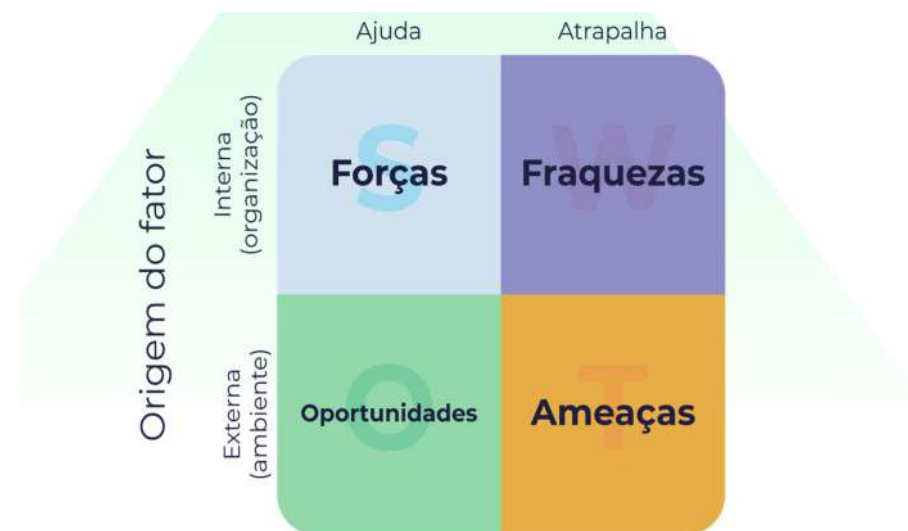 Ajuda
Atrapalha
Origem do fator
Interna
(organização)
S
Forças
W
Fraquezas
Externa
(ambiente)
O
Oportunidades
T
Ameaças